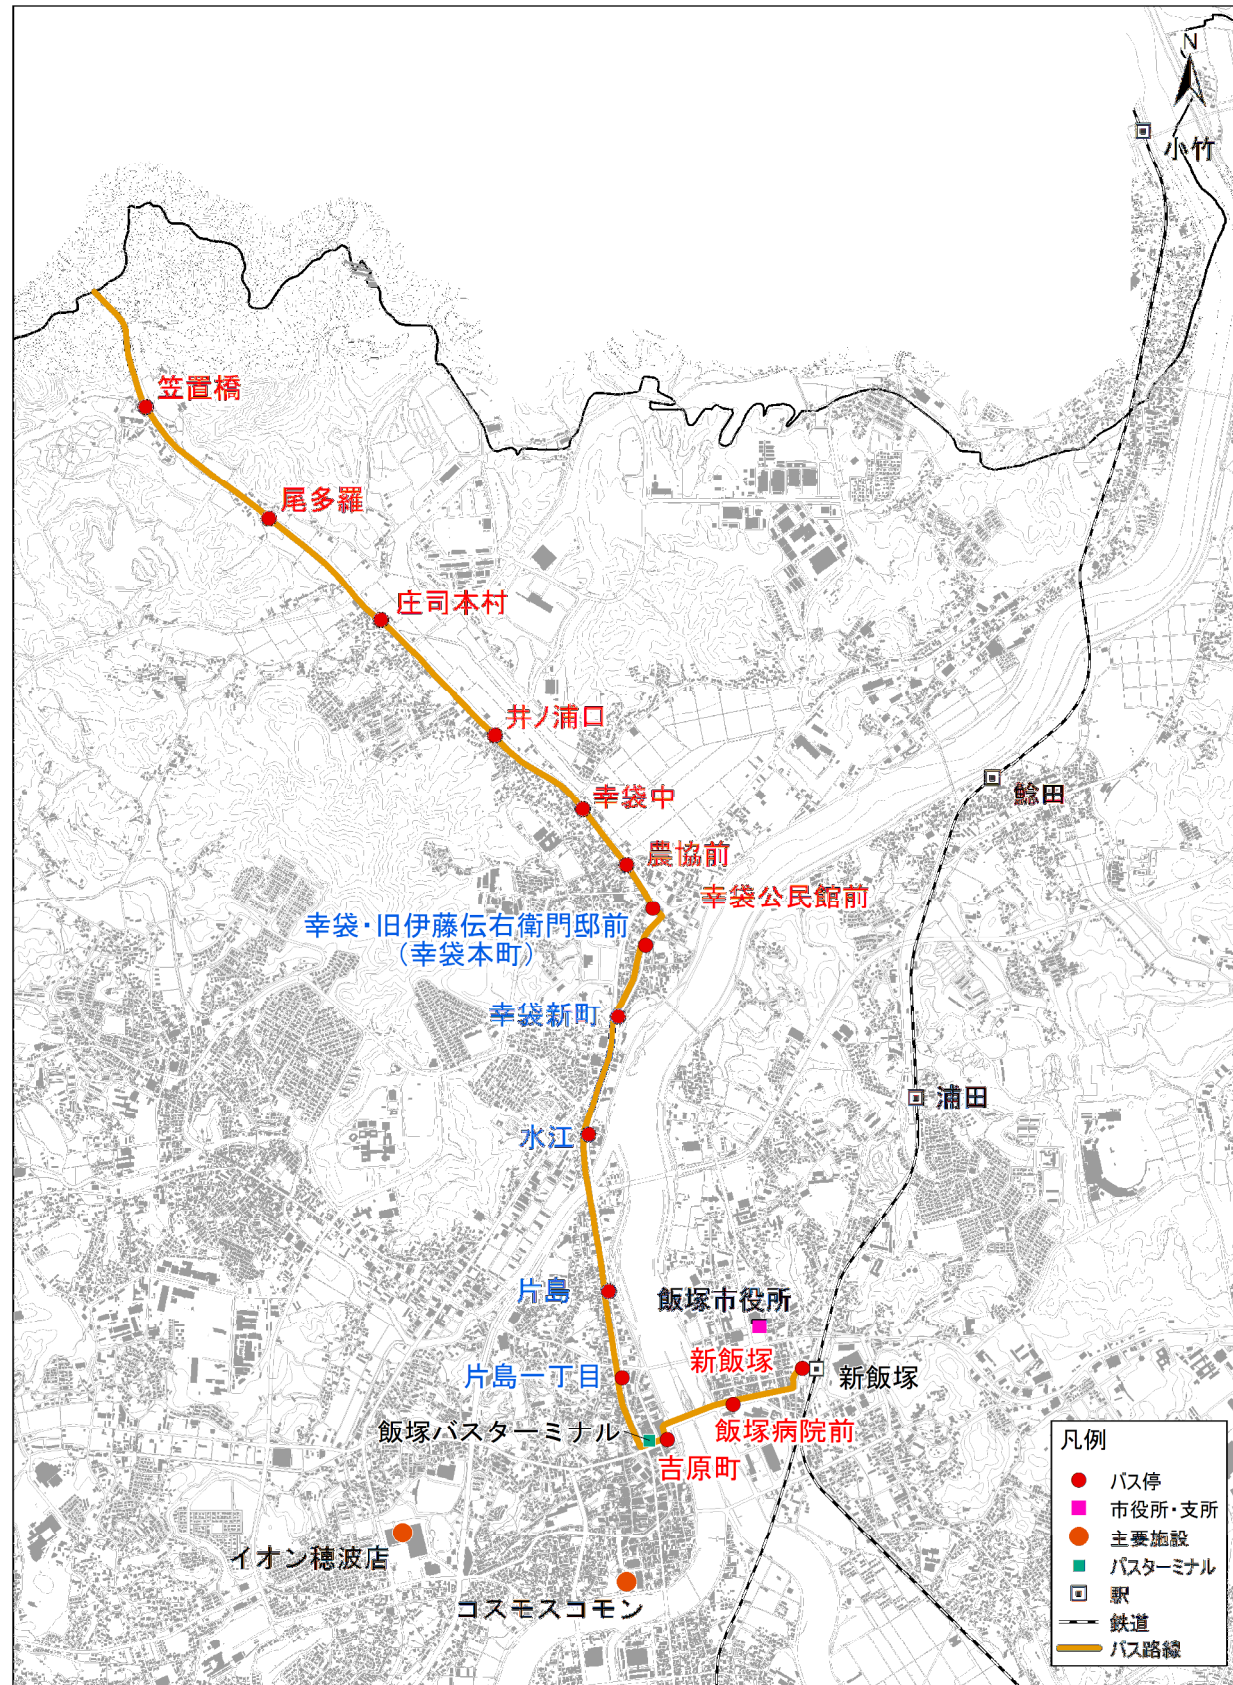 N
小竹
笠置橋
尾多羅
庄司本村
井ノ浦口
鯰田
幸袋中
農協前
幸袋公民館前
幸袋・旧伊藤伝右衛門邸前
(幸袋本町)
幸袋新町
浦田
水江
片島
飯塚市役所
新飯塚
新飯塚
片島一丁目
飯塚バスターミナル
飯塚病院前
吉原町
イオン穂波店
コスモスコモン
凡例
バス停
市役所・支所
主要施設
バスターミナル
駅
鉄道
バス路線